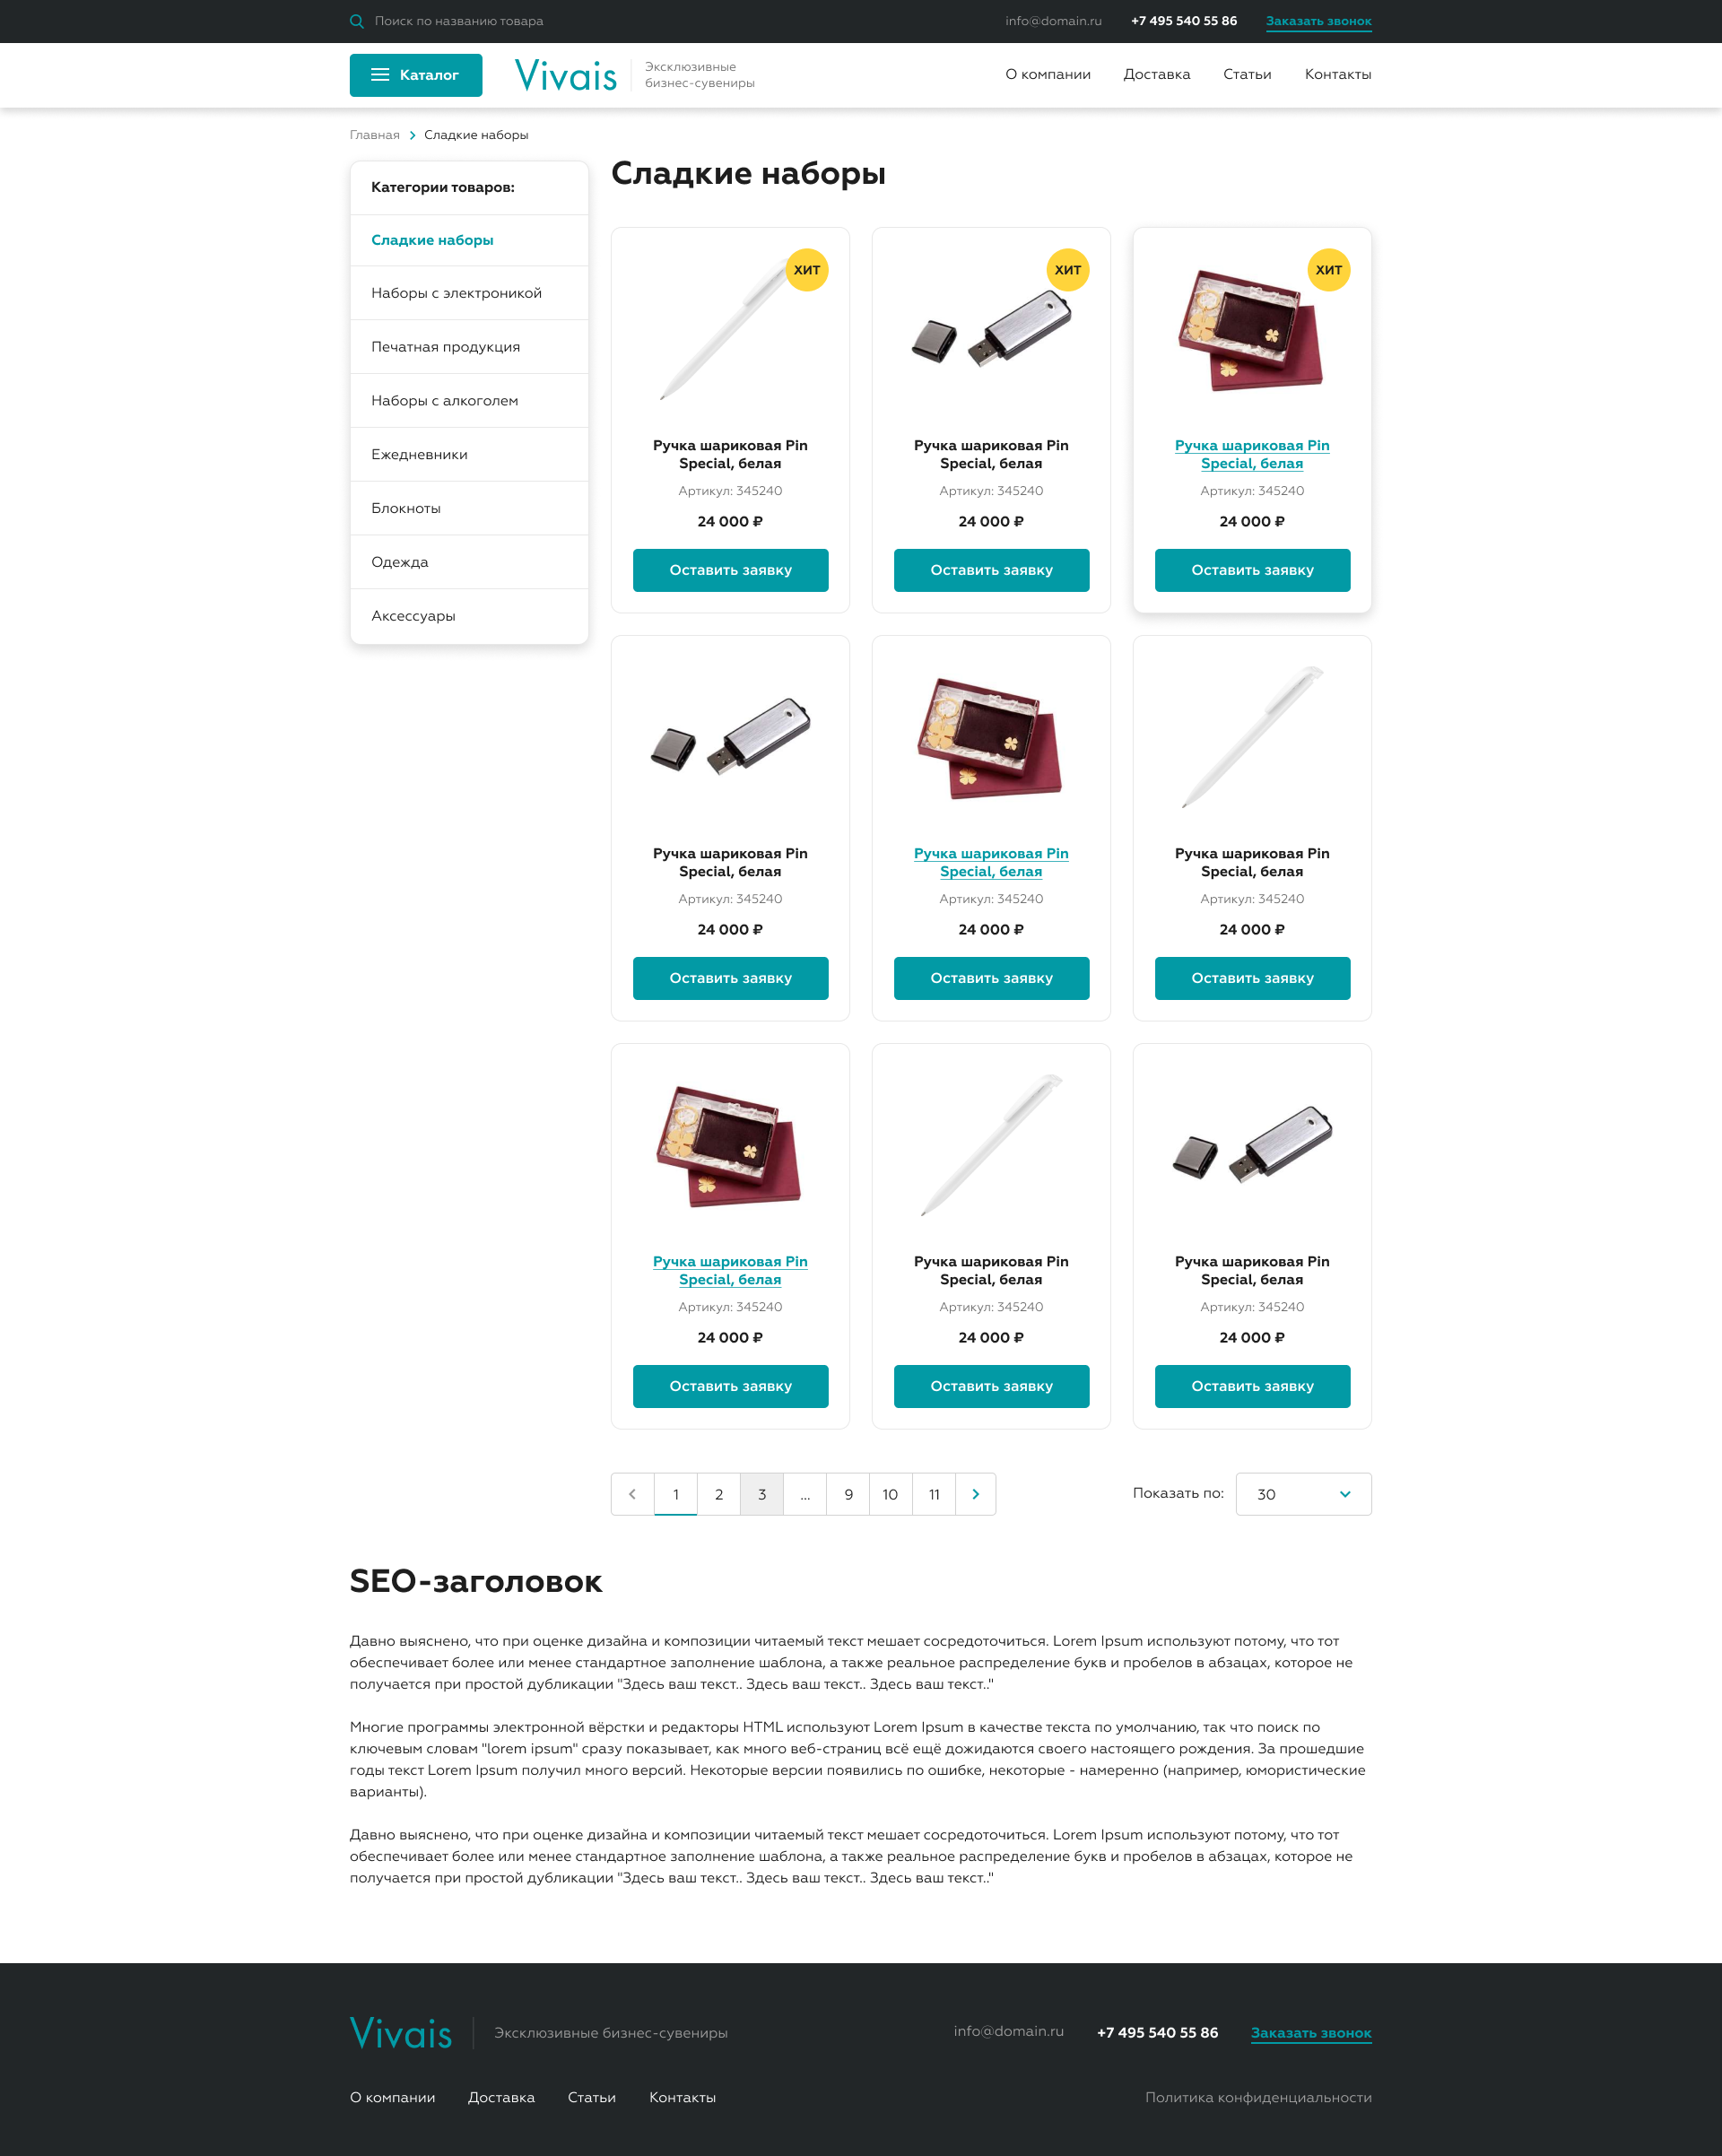 Поиск по названию товара
info@domain.ru
+7 495 540 55 86
Заказать звонок
Каталог
Vivais
Эксклюзивные
бизнес-сувениры
О компании
Доставка
Статьи
Контакты
Главная
Сладкие наборы
Категории товаров:
Сладкие наборы
Наборы с электроникой
Печатная продукция
Наборы с алкоголем
Ежедневники
Блокноты
Одежда
Аксессуары
Сладкие наборы
ХИТ
Ручка шариковая Pin
Special, белая
Артикул: 345240
24 000 ₽
Оставить заявку
ХИТ
Ручка шариковая Pin
Special, белая
Артикул: 345240
24 000 ₽
Оставить заявку
ХИТ
Ручка шариковая Pin
Special, белая
Артикул: 345240
24 000 ₽
Оставить заявку
Ручка шариковая Pin
Special, белая
Артикул: 345240
24 000 ₽
Оставить заявку
Ручка шариковая Pin
Special, белая
Артикул: 345240
24 000 ₽
Оставить заявку
Ручка шариковая Pin
Special, белая
Артикул: 345240
24 000 ₽
Оставить заявку
Ручка шариковая Pin
Special, белая
Артикул: 345240
24 000 ₽
Оставить заявку
Ручка шариковая Pin
Special, белая
Артикул: 345240
24 000 ₽
Оставить заявку
Ручка шариковая Pin
Special, белая
Артикул: 345240
24 000 ₽
Оставить заявку
1 2 3 ... 9 10 11
Показать по:
30
SEO-заголовок
Давно выяснено, что при оценке дизайна и композиции читаемый текст мешает сосредоточиться. Lorem Ipsum используют потому, что тот
обеспечивает более или менее стандартное заполнение шаблона, а также реальное распределение букв и пробелов в абзацах, которое не
получается при простой дубликации "Здесь ваш текст.. Здесь ваш текст.. Здесь ваш текст.."
Многие программы электронной вёрстки и редакторы HTML используют Lorem Ipsum в качестве текста по умолчанию, так что поиск по
ключевым словам "lorem ipsum" сразу показывает, как много веб-страниц всё ещё дожидаются своего настоящего рождения. За прошедшие
годы текст Lorem Ipsum получил много версий. Некоторые версии появились по ошибке, некоторые - намеренно (например, юмористические
варианты).
Давно выяснено, что при оценке дизайна и композиции читаемый текст мешает сосредоточиться. Lorem Ipsum используют потому, что тот
обеспечивает более или менее стандартное заполнение шаблона, а также реальное распределение букв и пробелов в абзацах, которое не
получается при простой дубликации "Здесь ваш текст.. Здесь ваш текст.. Здесь ваш текст.."
Vivais
Эксклюзивные бизнес-сувениры
info@domain.ru
+7 495 540 55 86
Заказать звонок
О компании
Доставка
Статьи
Контакты
Политика конфиденциальности